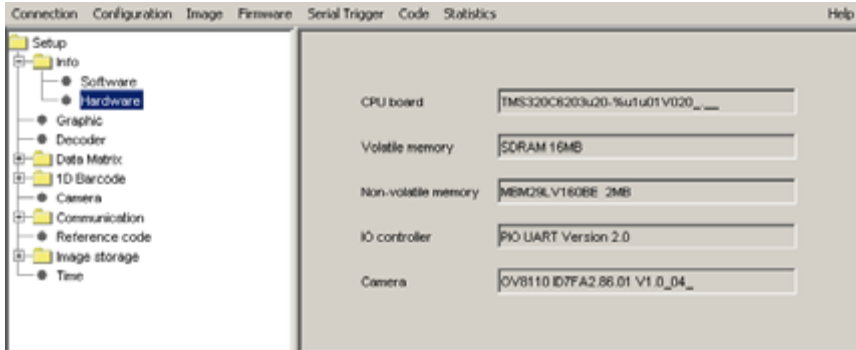 Connection Configuration Image Firmware Serial Trigger Code Statistics Help
Setup
Info
Software
Hardware
Graphic
Decoder
Data Matrix
1D Barcode
Camera
Communication
Reference code
Image storage
Time
CPU board TMS320C6203u20-%u1u01V020_.__
Volatile memory SDRAM 16MB
Non-volatile memory MBM29LV160BE 2MB
IO controller PIO UART Version 2.0
Camera OV8110 ID7FA2.86.01 V1.0_04_